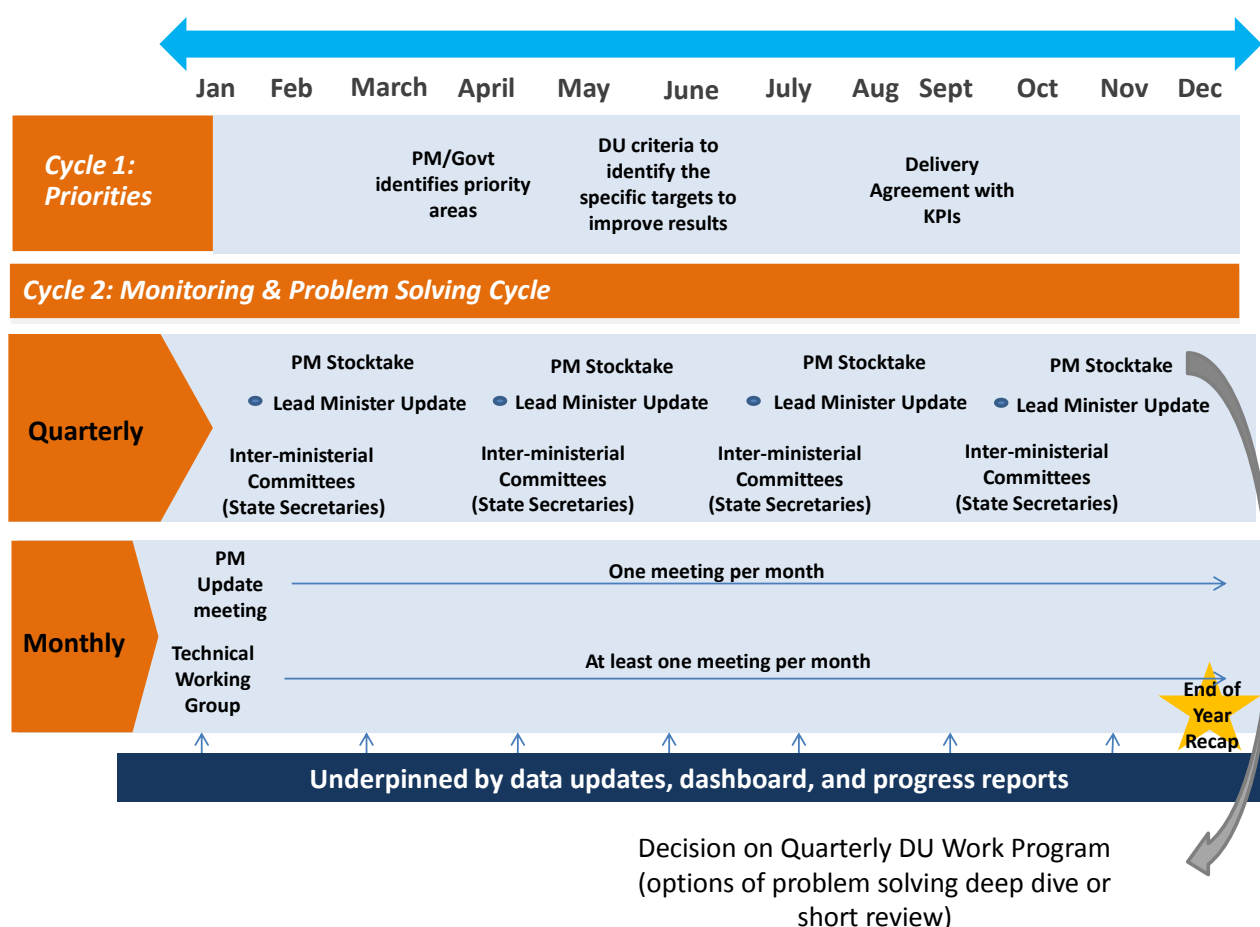 Jan Feb March April May June July Aug Sept Oct Nov Dec
Cycle 1:
Priorities
PM/Govt
identifies priority
areas
DU criteria to
identify the
specific targets to
improve results
Delivery
Agreement with
KPIs
Cycle 2: Monitoring & Problem Solving Cycle
Quarterly
PM Stocktake
Lead Minister Update
Inter-ministerial
Committees
(State Secretaries)
PM Stocktake
Lead Minister Update
Inter-ministerial
Committees
(State Secretaries)
PM Stocktake
Lead Minister Update
Inter-ministerial
Committees
(State Secretaries)
PM Stocktake
Lead Minister Update
Inter-ministerial
Committees
(State Secretaries)
Monthly
PM
Update
meeting
One meeting per month
Technical
Working
Group
At least one meeting per month
End of
Year
Recap
Underpinned by data updates, dashboard, and progress reports
Decision on Quarterly DU Work Program
(options of problem solving deep dive or
short review)